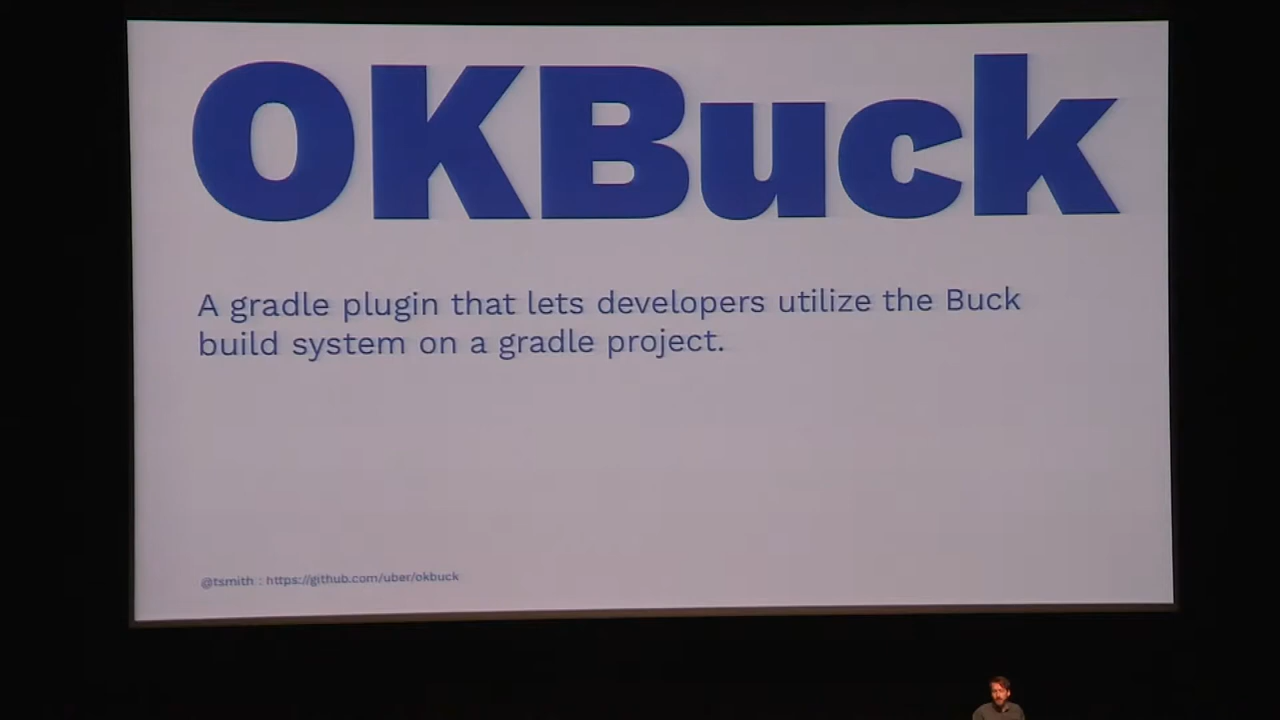 OKBuck
A gradle plugin that lets developers utilize the Buck
build system on a gradle project.
@tsmith : https://github.com/uber/okbuck